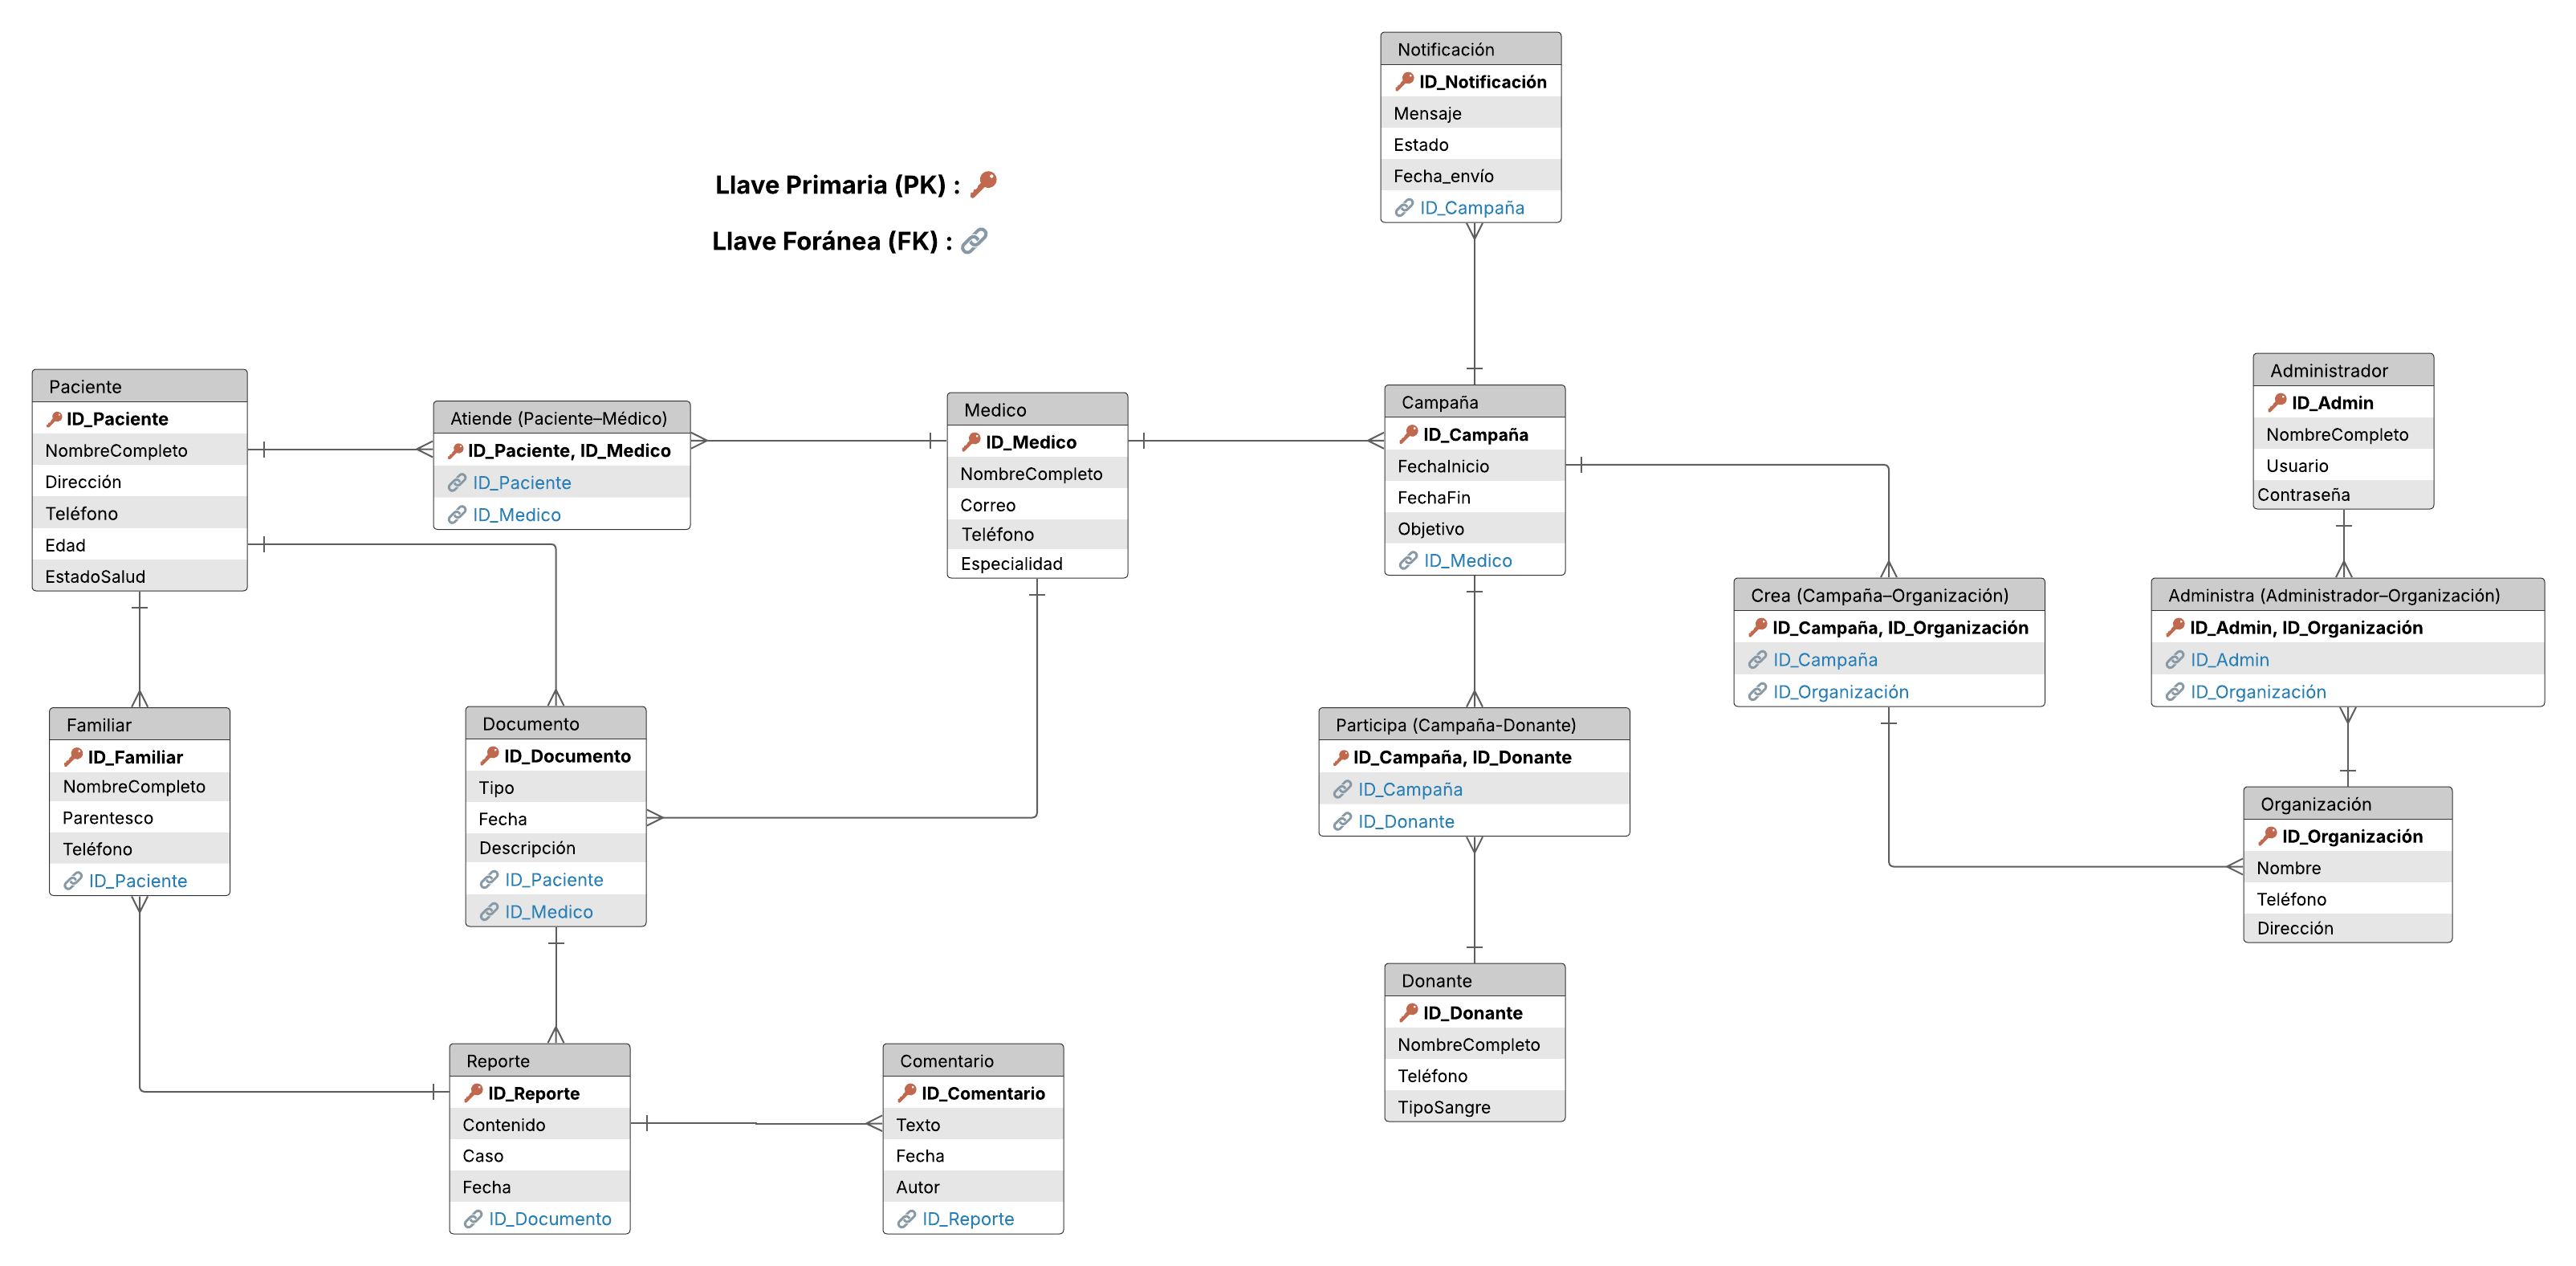 Notificación
ID_Notificación
Mensaje
Estado
Fecha_envío
ID_Campaña
Llave Primaria (PK) :
Llave Foránea (FK) :
Paciente
ID_Paciente
NombreCompleto
Dirección
Teléfono
Edad
EstadoSalud
Atiende (Paciente–Médico)
ID_Paciente, ID_Medico
ID_Paciente
ID_Medico
Medico
ID_Medico
NombreCompleto
Correo
Teléfono
Especialidad
Campaña
ID_Campaña
FechaInicio
FechaFin
Objetivo
ID_Medico
Administrador
ID_Admin
NombreCompleto
Usuario
Contraseña
Crea (Campaña–Organización)
ID_Campaña, ID_Organización
ID_Campaña
ID_Organización
Administra (Administrador–Organización)
ID_Admin, ID_Organización
ID_Admin
ID_Organización
Familiar
ID_Familiar
NombreCompleto
Parentesco
Teléfono
ID_Paciente
Documento
ID_Documento
Tipo
Fecha
Descripción
ID_Paciente
ID_Medico
Participa (Campaña-Donante)
ID_Campaña, ID_Donante
ID_Campaña
ID_Donante
Organización
ID_Organización
Nombre
Teléfono
Dirección
Reporte
ID_Reporte
Contenido
Caso
Fecha
ID_Documento
Comentario
ID_Comentario
Texto
Fecha
Autor
ID_Reporte
Donante
ID_Donante
NombreCompleto
Teléfono
TipoSangre